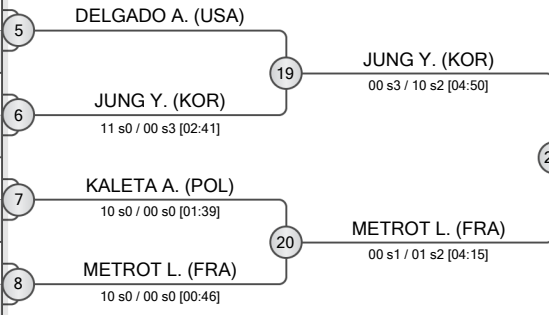 DELGADO A. (USA)
5
19
JUNG Y. (KOR)
00 s3 / 10 s2 [04:50]
JUNG Y. (KOR)
6
11 s0 / 00 s3 [02:41]
KALETA A. (POL)
7
10 s0 / 00 s0 [01:39]
20
METROT L. (FRA)
00 s1 / 01 s2 [04:15]
METROT L. (FRA)
8
10 s0 / 00 s0 [00:46]